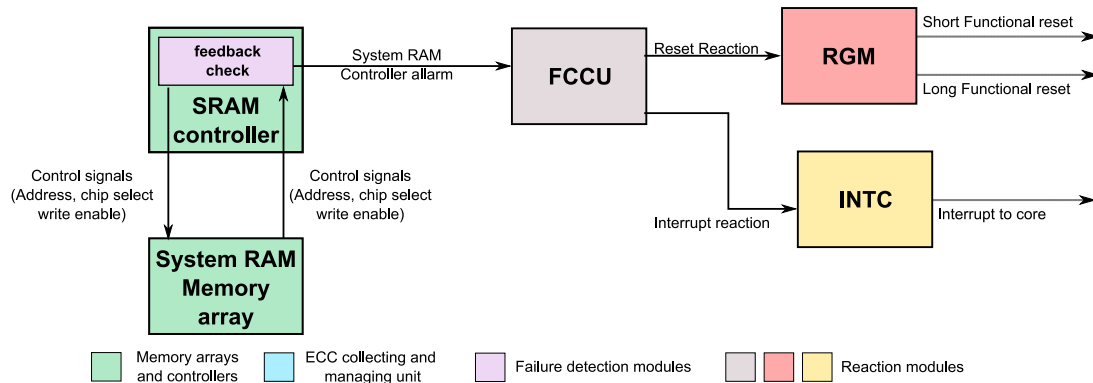 feedback
check
SRAM
controller
System RAM
Controller allarm
FCCU
Reset Reaction
RGM
Short Functional reset
Long Functional reset
Control signals
(Address, chip select
write enable)
Control signals
(Address, chip select
write enable)
Interrupt reaction
INTC
Interrupt to core
System RAM
Memory
array
Memory arrays
and controllers
ECC collecting and
managing unit
Failure detection modules
Reaction modules